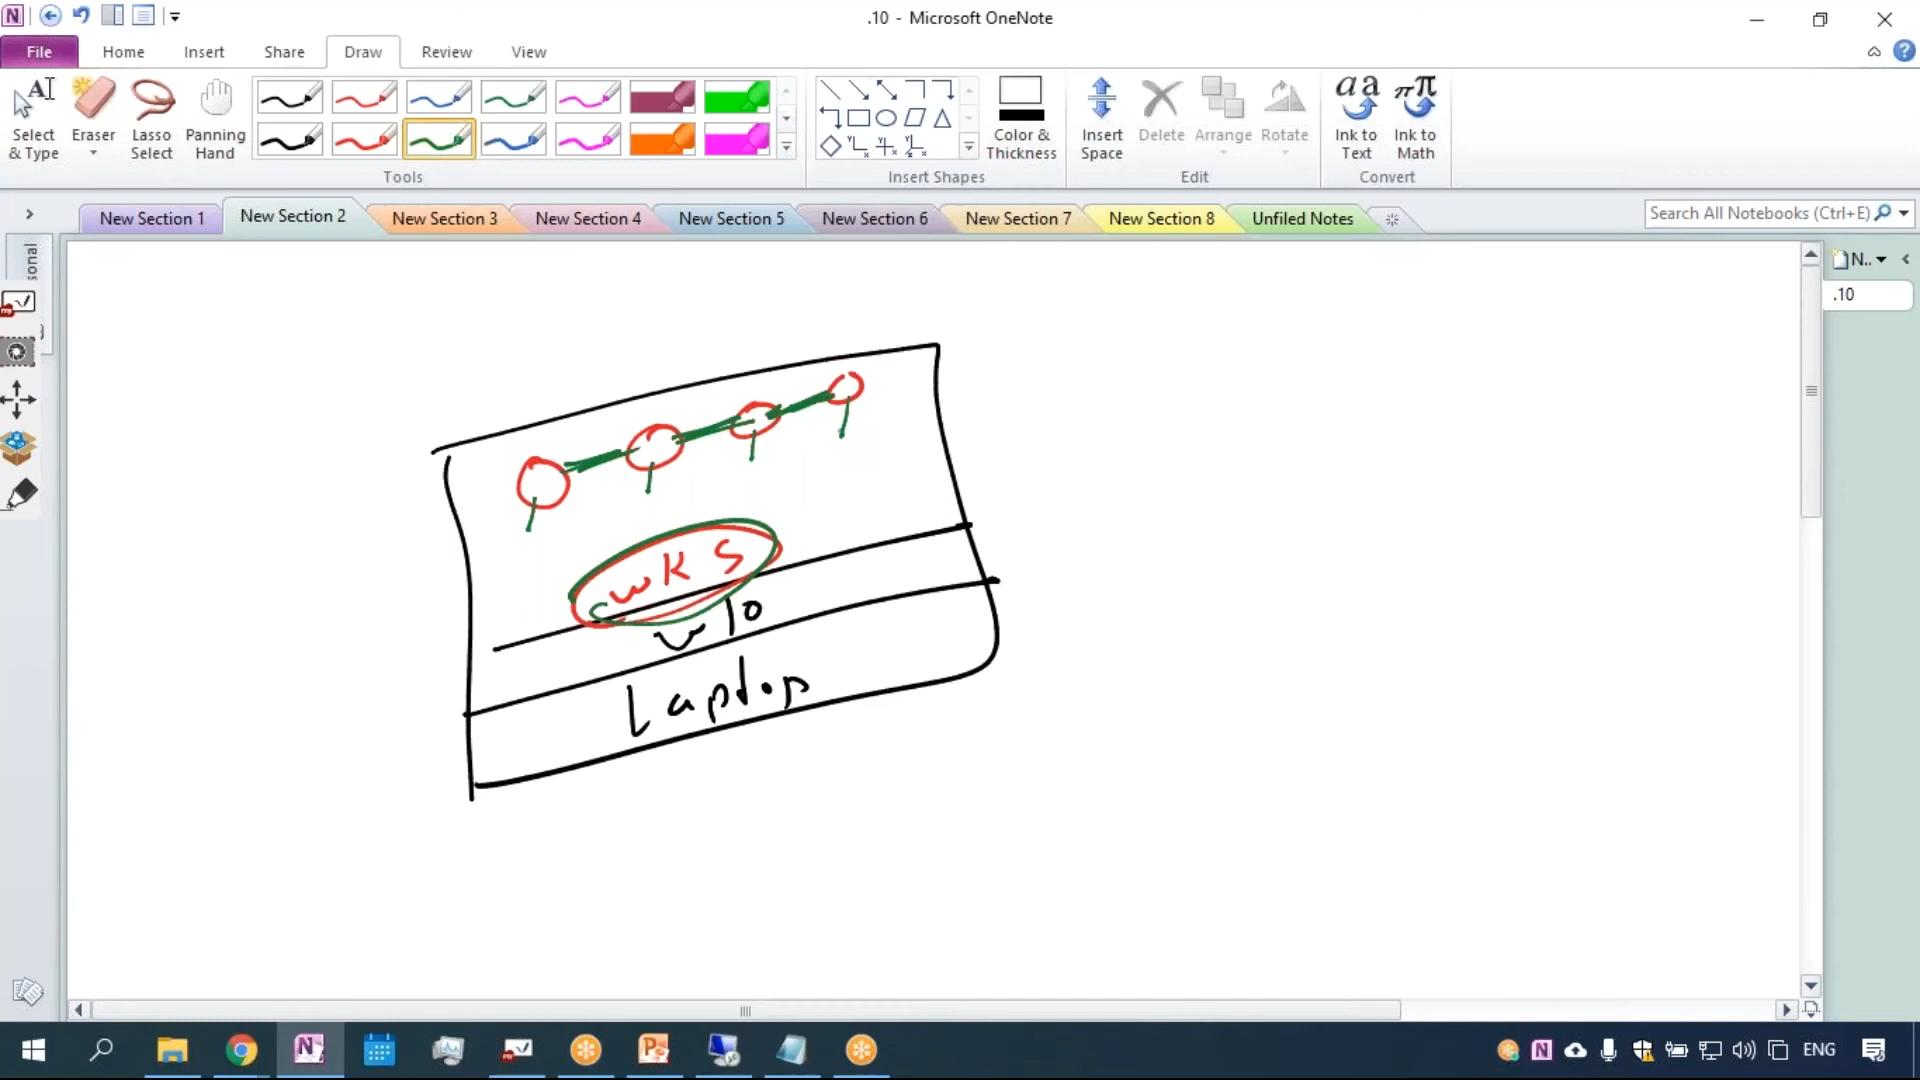 .10 - Microsoft OneNote
File Home Insert Share Draw Review View
Select & Type
Eraser
Lasso Select
Panning Hand
Color & Thickness
Insert Space
Delete
Arrange
Rotate
Ink to Text
Ink to Math
Tools
Insert Shapes
Edit
Convert
New Section 1 New Section 2 New Section 3 New Section 4 New Section 5 New Section 6 New Section 7 New Section 8 Unfiled Notes
Search All Notebooks (Ctrl+E)
N..
.10
WKS
W10
Laptop
ENG